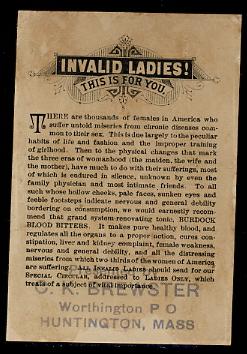 INVALID LADIES!
THIS IS FOR YOU.
THERE are thousands of females in America who
suffer untold miseries from chronic diseases com-
mon to their sex. This is due largely to the peculiar
habits of life and fashion and the improper training
of girlhood. Then to the physical changes that mark
the three eras of womanhood (the maiden, the wife and
the mother), have much to do with their sufferings, most
of which is endured in silence, unknown by even the
family physician and most intimate friends. To all
such whose hollow cheeks, pale faces, sunken eyes and
feeble footsteps indicate nervous and general debility
bordering on consumption, we would earnestly recom-
mend that grand system-renovating tonic, BURDOCK
BLOOD BITTERS. It makes pure healthy blood, and
regulates all the organs to a proper action, cures con-
stipation, liver and kidney complaint, female weakness,
nervous and general debility, and all the distressing
miseries from which two thirds of the women of America
are suffering. ALL INVALID LADIES should send for our
SPECIAL CIRCULAR, addressed to LADIES ONLY, which
treats of a subject of vital importance.
BREWSTER
Worthington P O
HUNTINGTON, MASS